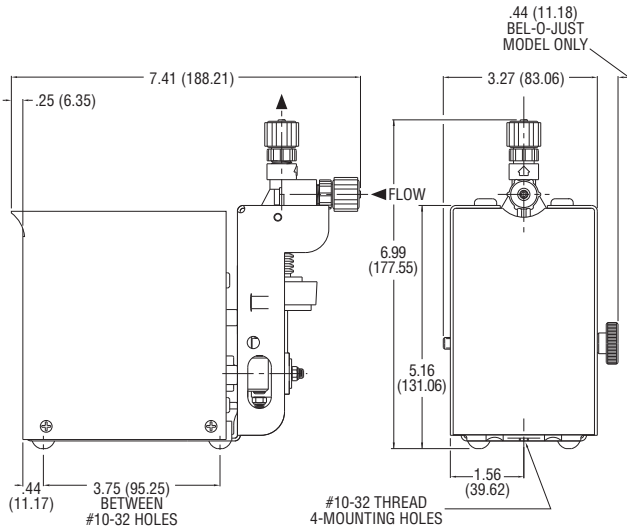 .44 (11.18)
BEL-O-JUST
MODEL ONLY
7.41 (188.21)
3.27 (83.06)
.25 (6.35)
FLOW
6.99
(177.55)
5.16
(131.06)
.44
(11.17)
3.75 (95.25)
BETWEEN
#10-32 HOLES
1.56
(39.62)
#10-32 THREAD
4-MOUNTING HOLES